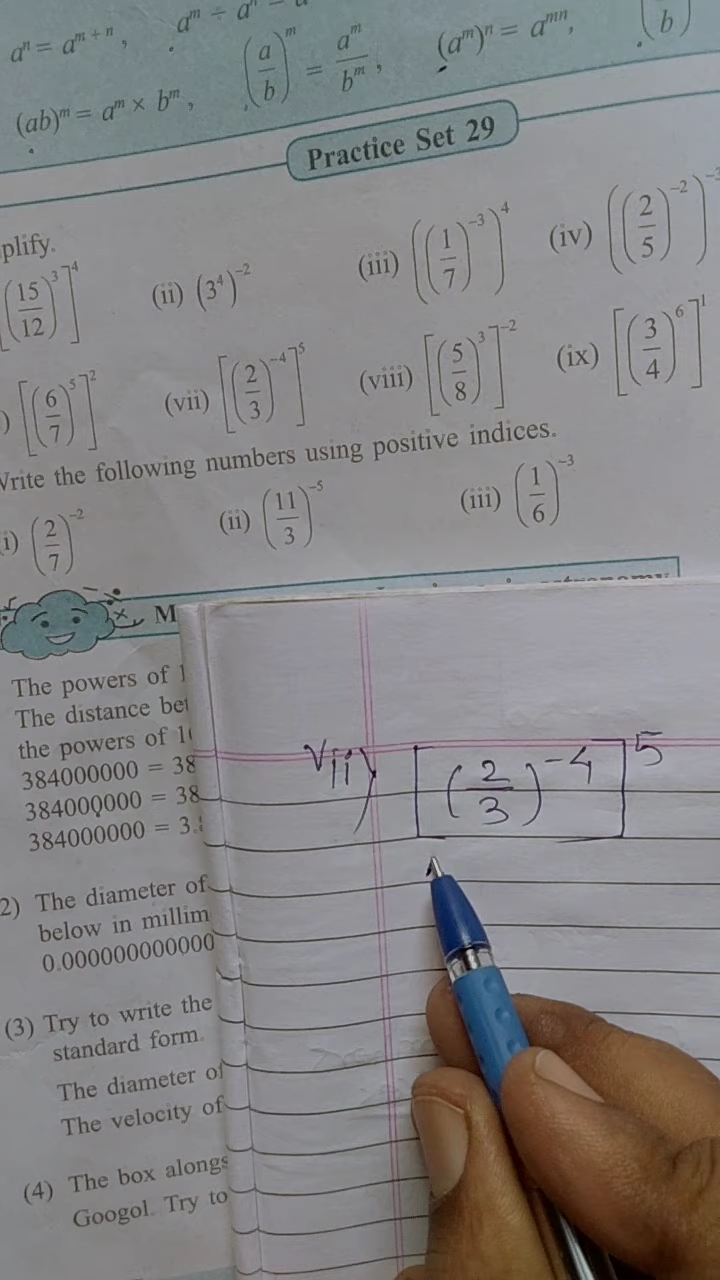 aⁿ = aᵐ⁺ⁿ, aᵐ ÷ aⁿ
(ab)ᵐ = aᵐ × bᵐ, (a/b)ᵐ = aᵐ/bᵐ, (aᵐ)ⁿ = aᵐⁿ, b
Practice Set 29
plify.
[(15/12)³]⁴ (ii) (3⁴)⁻² (iii) ((1/7)⁻³)⁴ (iv) ((2/5)⁻²)⁻³
) [(6/7)⁵]² (vii) [(2/3)⁻⁴]⁵ (viii) [(5/8)³]⁻² (ix) [(3/4)⁶]¹
Write the following numbers using positive indices.
i) (2/7)⁻² (ii) (11/3)⁻⁵ (iii) (1/6)⁻³
M
The powers of 1
The distance bet
the powers of 10
384000000 = 38
384000000 = 38
384000000 = 3.8
vii) [(2/3)⁻⁴]⁵
2) The diameter of
below in millim
0.000000000000
(3) Try to write the
standard form.
The diameter of
The velocity of
(4) The box alongs
Googol. Try to